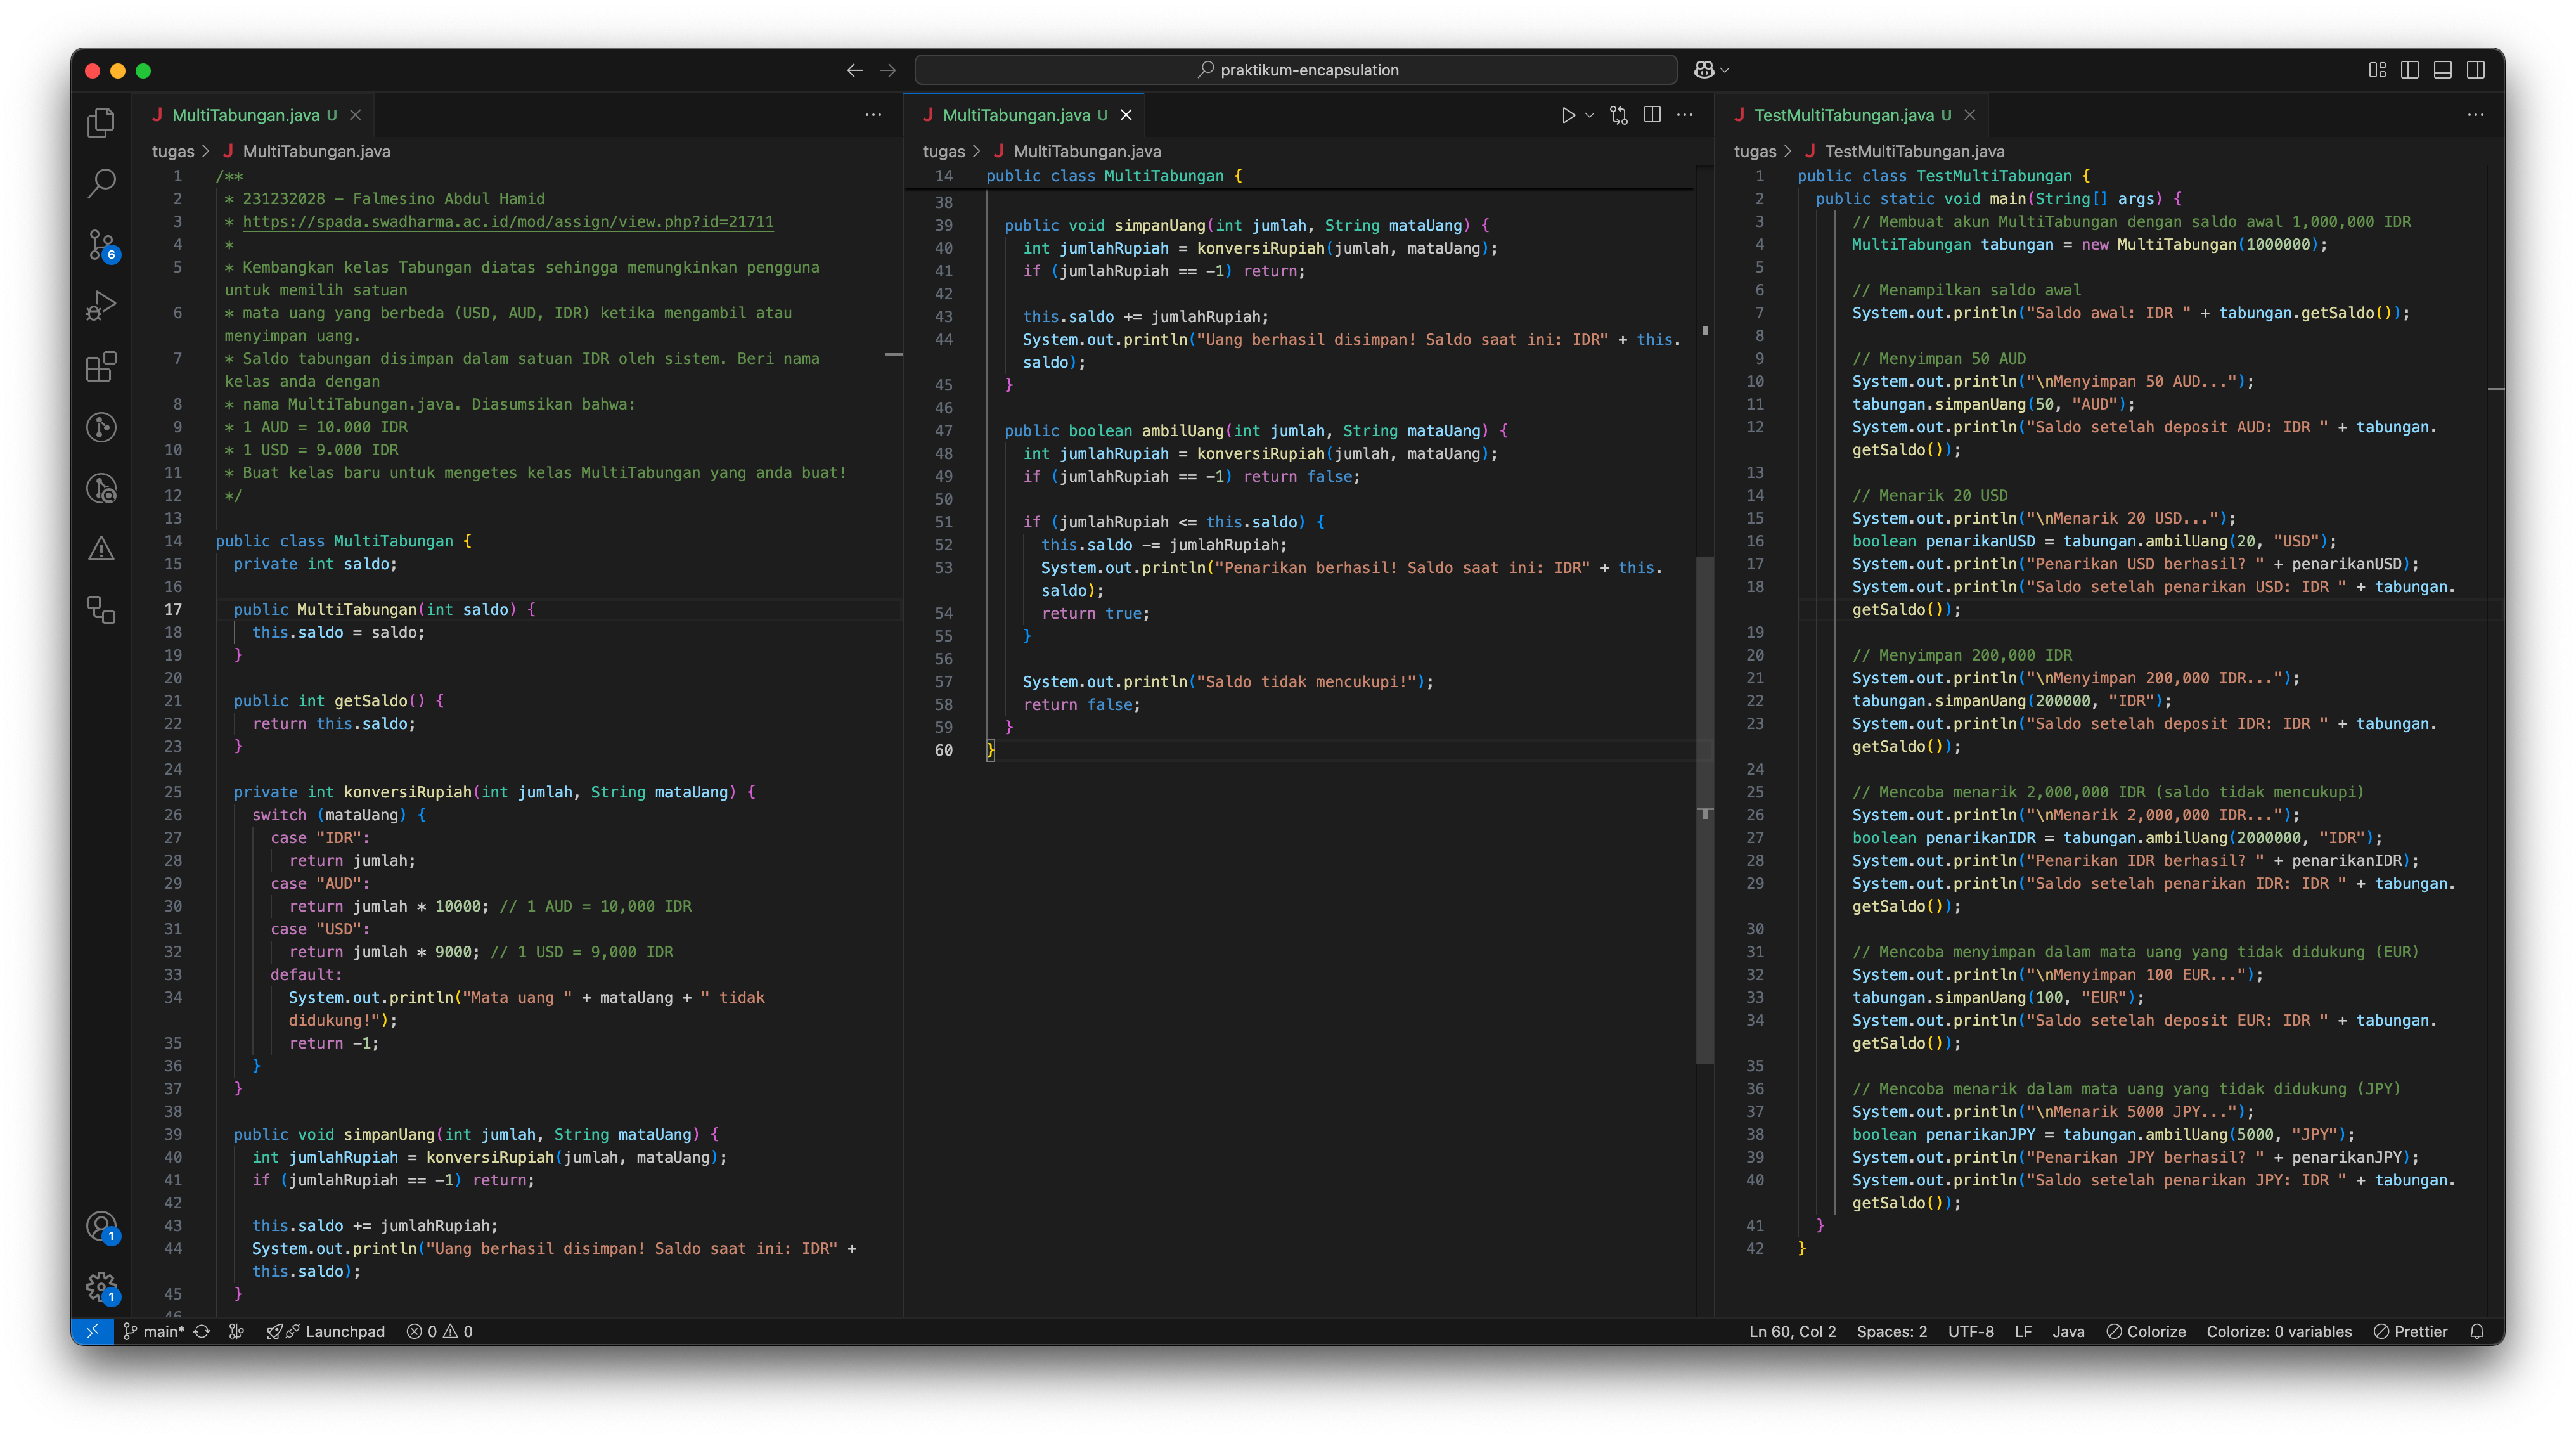 praktikum-encapsulation
MultiTabungan.java U
tugas > MultiTabungan.java
1 /**
2 * 231232028 – Falmesino Abdul Hamid
3 * https://spada.swadharma.ac.id/mod/assign/view.php?id=21711
4 *
5 * Kembangkan kelas Tabungan diatas sehingga memungkinkan pengguna
untuk memilih satuan
6 * mata uang yang berbeda (USD, AUD, IDR) ketika mengambil atau
menyimpan uang.
7 * Saldo tabungan disimpan dalam satuan IDR oleh sistem. Beri nama
kelas anda dengan
8 * nama MultiTabungan.java. Diasumsikan bahwa:
9 * 1 AUD = 10.000 IDR
10 * 1 USD = 9.000 IDR
11 * Buat kelas baru untuk mengetes kelas MultiTabungan yang anda buat!
12 */
13
14 public class MultiTabungan {
15 private int saldo;
16
17 public MultiTabungan(int saldo) {
18 this.saldo = saldo;
19 }
20
21 public int getSaldo() {
22 return this.saldo;
23 }
24
25 private int konversiRupiah(int jumlah, String mataUang) {
26 switch (mataUang) {
27 case "IDR":
28 return jumlah;
29 case "AUD":
30 return jumlah * 10000; // 1 AUD = 10,000 IDR
31 case "USD":
32 return jumlah * 9000; // 1 USD = 9,000 IDR
33 default:
34 System.out.println("Mata uang " + mataUang + " tidak
didukung!");
35 return -1;
36 }
37 }
38
39 public void simpanUang(int jumlah, String mataUang) {
40 int jumlahRupiah = konversiRupiah(jumlah, mataUang);
41 if (jumlahRupiah == -1) return;
42
43 this.saldo += jumlahRupiah;
44 System.out.println("Uang berhasil disimpan! Saldo saat ini: IDR" +
this.saldo);
45 }
46
MultiTabungan.java U
tugas > MultiTabungan.java
14 public class MultiTabungan {
38
39 public void simpanUang(int jumlah, String mataUang) {
40 int jumlahRupiah = konversiRupiah(jumlah, mataUang);
41 if (jumlahRupiah == -1) return;
42
43 this.saldo += jumlahRupiah;
44 System.out.println("Uang berhasil disimpan! Saldo saat ini: IDR" + this.
saldo);
45 }
46
47 public boolean ambilUang(int jumlah, String mataUang) {
48 int jumlahRupiah = konversiRupiah(jumlah, mataUang);
49 if (jumlahRupiah == -1) return false;
50
51 if (jumlahRupiah <= this.saldo) {
52 this.saldo -= jumlahRupiah;
53 System.out.println("Penarikan berhasil! Saldo saat ini: IDR" + this.
saldo);
54 return true;
55 }
56
57 System.out.println("Saldo tidak mencukupi!");
58 return false;
59 }
60 }
TestMultiTabungan.java U
tugas > TestMultiTabungan.java
1 public class TestMultiTabungan {
2 public static void main(String[] args) {
3 // Membuat akun MultiTabungan dengan saldo awal 1,000,000 IDR
4 MultiTabungan tabungan = new MultiTabungan(1000000);
5
6 // Menampilkan saldo awal
7 System.out.println("Saldo awal: IDR " + tabungan.getSaldo());
8
9 // Menyimpan 50 AUD
10 System.out.println("\nMenyimpan 50 AUD...");
11 tabungan.simpanUang(50, "AUD");
12 System.out.println("Saldo setelah deposit AUD: IDR " + tabungan.
getSaldo());
13
14 // Menarik 20 USD
15 System.out.println("\nMenarik 20 USD...");
16 boolean penarikanUSD = tabungan.ambilUang(20, "USD");
17 System.out.println("Penarikan USD berhasil? " + penarikanUSD);
18 System.out.println("Saldo setelah penarikan USD: IDR " + tabungan.
getSaldo());
19
20 // Menyimpan 200,000 IDR
21 System.out.println("\nMenyimpan 200,000 IDR...");
22 tabungan.simpanUang(200000, "IDR");
23 System.out.println("Saldo setelah deposit IDR: IDR " + tabungan.
getSaldo());
24
25 // Mencoba menarik 2,000,000 IDR (saldo tidak mencukupi)
26 System.out.println("\nMenarik 2,000,000 IDR...");
27 boolean penarikanIDR = tabungan.ambilUang(2000000, "IDR");
28 System.out.println("Penarikan IDR berhasil? " + penarikanIDR);
29 System.out.println("Saldo setelah penarikan IDR: IDR " + tabungan.
getSaldo());
30
31 // Mencoba menyimpan dalam mata uang yang tidak didukung (EUR)
32 System.out.println("\nMenyimpan 100 EUR...");
33 tabungan.simpanUang(100, "EUR");
34 System.out.println("Saldo setelah deposit EUR: IDR " + tabungan.
getSaldo());
35
36 // Mencoba menarik dalam mata uang yang tidak didukung (JPY)
37 System.out.println("\nMenarik 5000 JPY...");
38 boolean penarikanJPY = tabungan.ambilUang(5000, "JPY");
39 System.out.println("Penarikan JPY berhasil? " + penarikanJPY);
40 System.out.println("Saldo setelah penarikan JPY: IDR " + tabungan.
getSaldo());
41 }
42 }
6
1
1
main* Launchpad 0 0 Ln 60, Col 2 Spaces: 2 UTF-8 LF Java Colorize Colorize: 0 variables Prettier